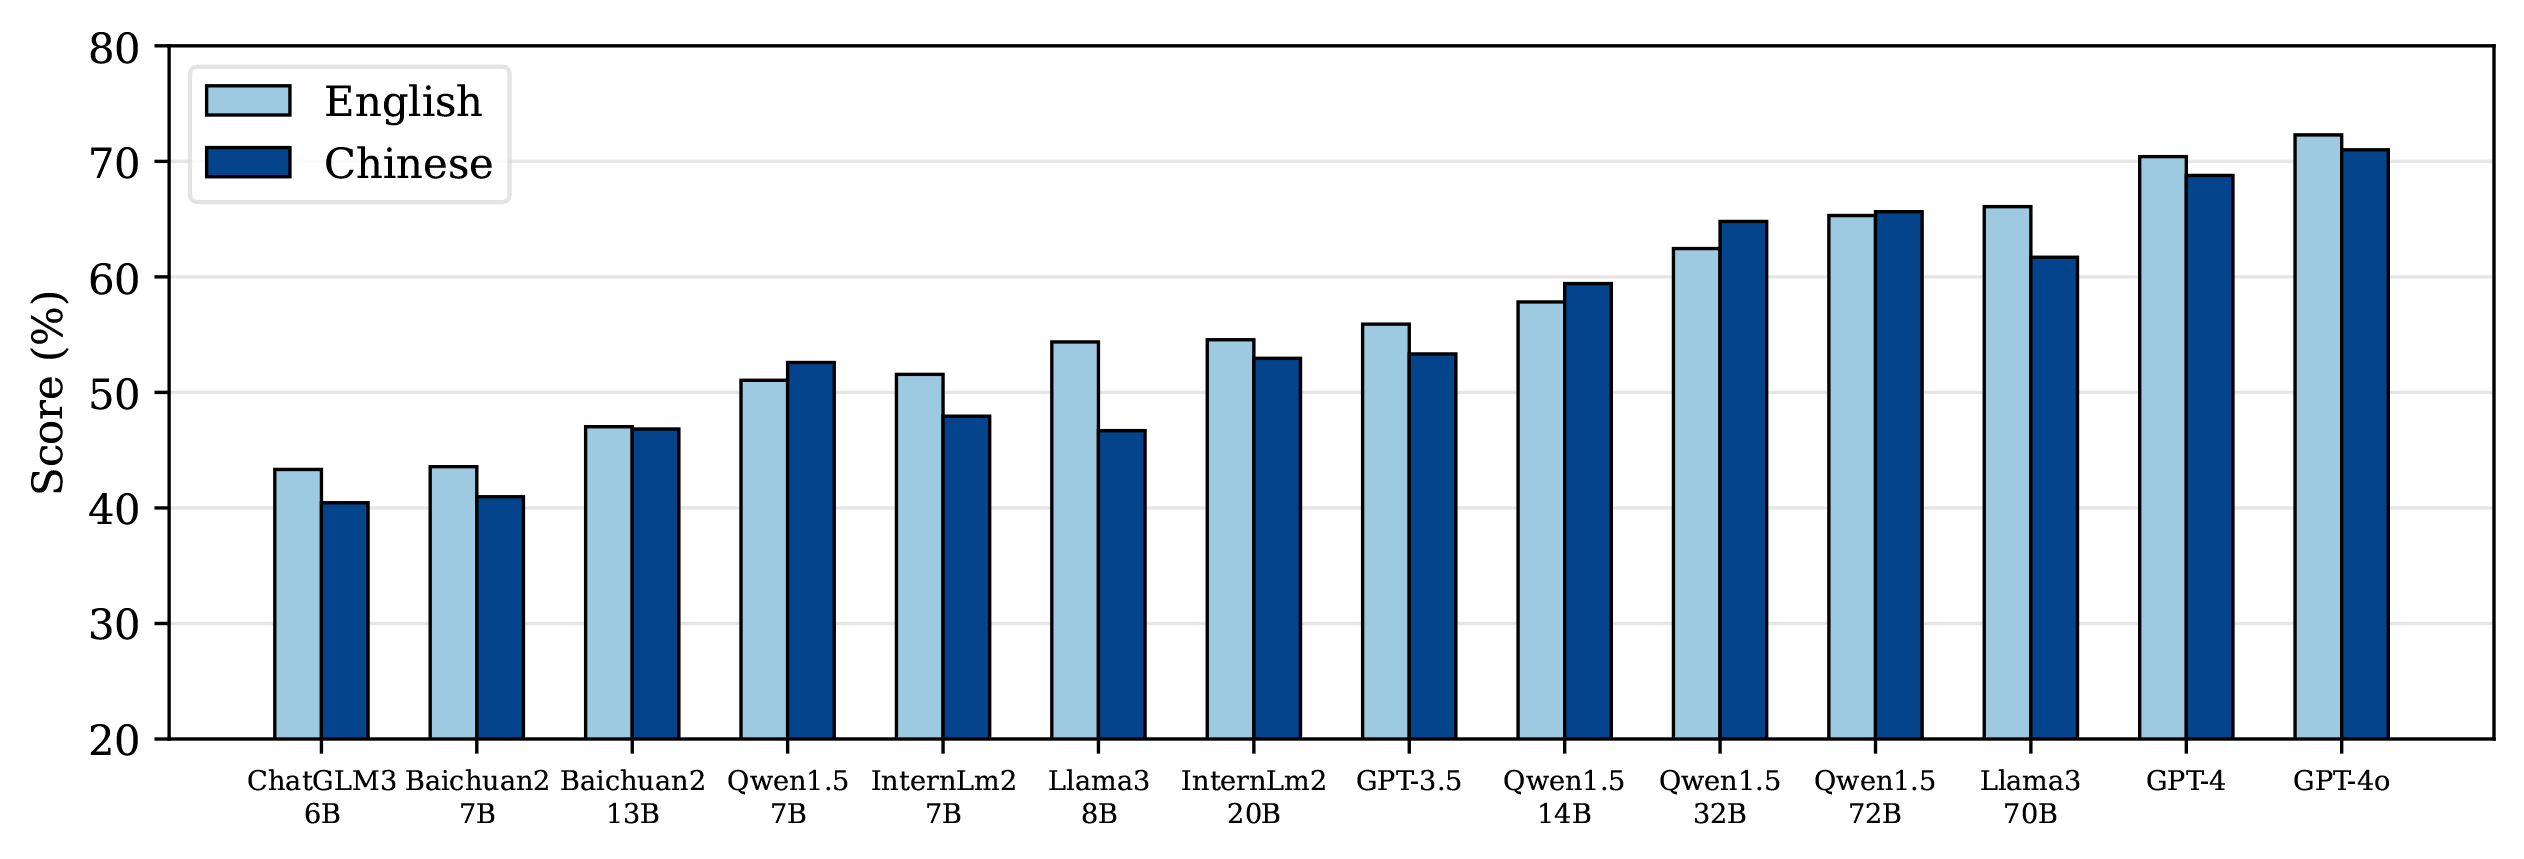 80
70
60
50
40
30
20
Score (%)
English
Chinese
ChatGLM3 Baichuan2 Baichuan2 Qwen1.5 InternLm2 Llama3 InternLm2 GPT-3.5 Qwen1.5 Qwen1.5 Qwen1.5 Llama3 GPT-4 GPT-4o
6B 7B 13B 7B 7B 8B 20B 14B 32B 72B 70B